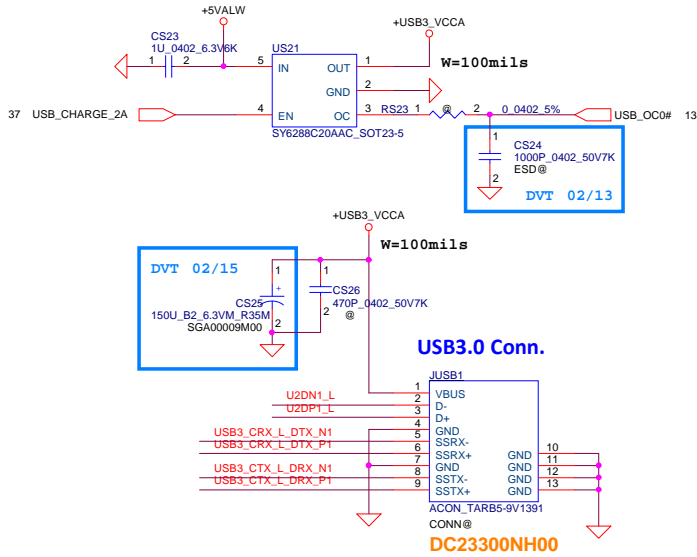 +5VALW
+USB3_VCCA
CS23
1U_0402_6.3V6K
1 2
US21
5 IN OUT 1
W=100mils
GND 2
37 USB_CHARGE_2A
4 EN OC 3
RS23 1 @ 2 0_0402_5%
USB_OC0# 13
SY6288C20AAC_SOT23-5
1
CS24
1000P_0402_50V7K
ESD@
2
DVT 02/13
+USB3_VCCA
W=100mils
DVT 02/15
1
+
CS25
150U_B2_6.3VM_R35M
SGA00009M00
2
1
CS26
470P_0402_50V7K
@
2
USB3.0 Conn.
JUSB1
1 VBUS
U2DN1_L 2 D-
U2DP1_L 3 D+
4 GND
USB3_CRX_L_DTX_N1 5 SSRX-
USB3_CRX_L_DTX_P1 6 SSRX+ GND 10
7 GND GND 11
USB3_CTX_L_DRX_N1 8 SSTX- GND 12
USB3_CTX_L_DRX_P1 9 SSTX+ GND 13
ACON_TARB5-9V1391
CONN@
DC23300NH00